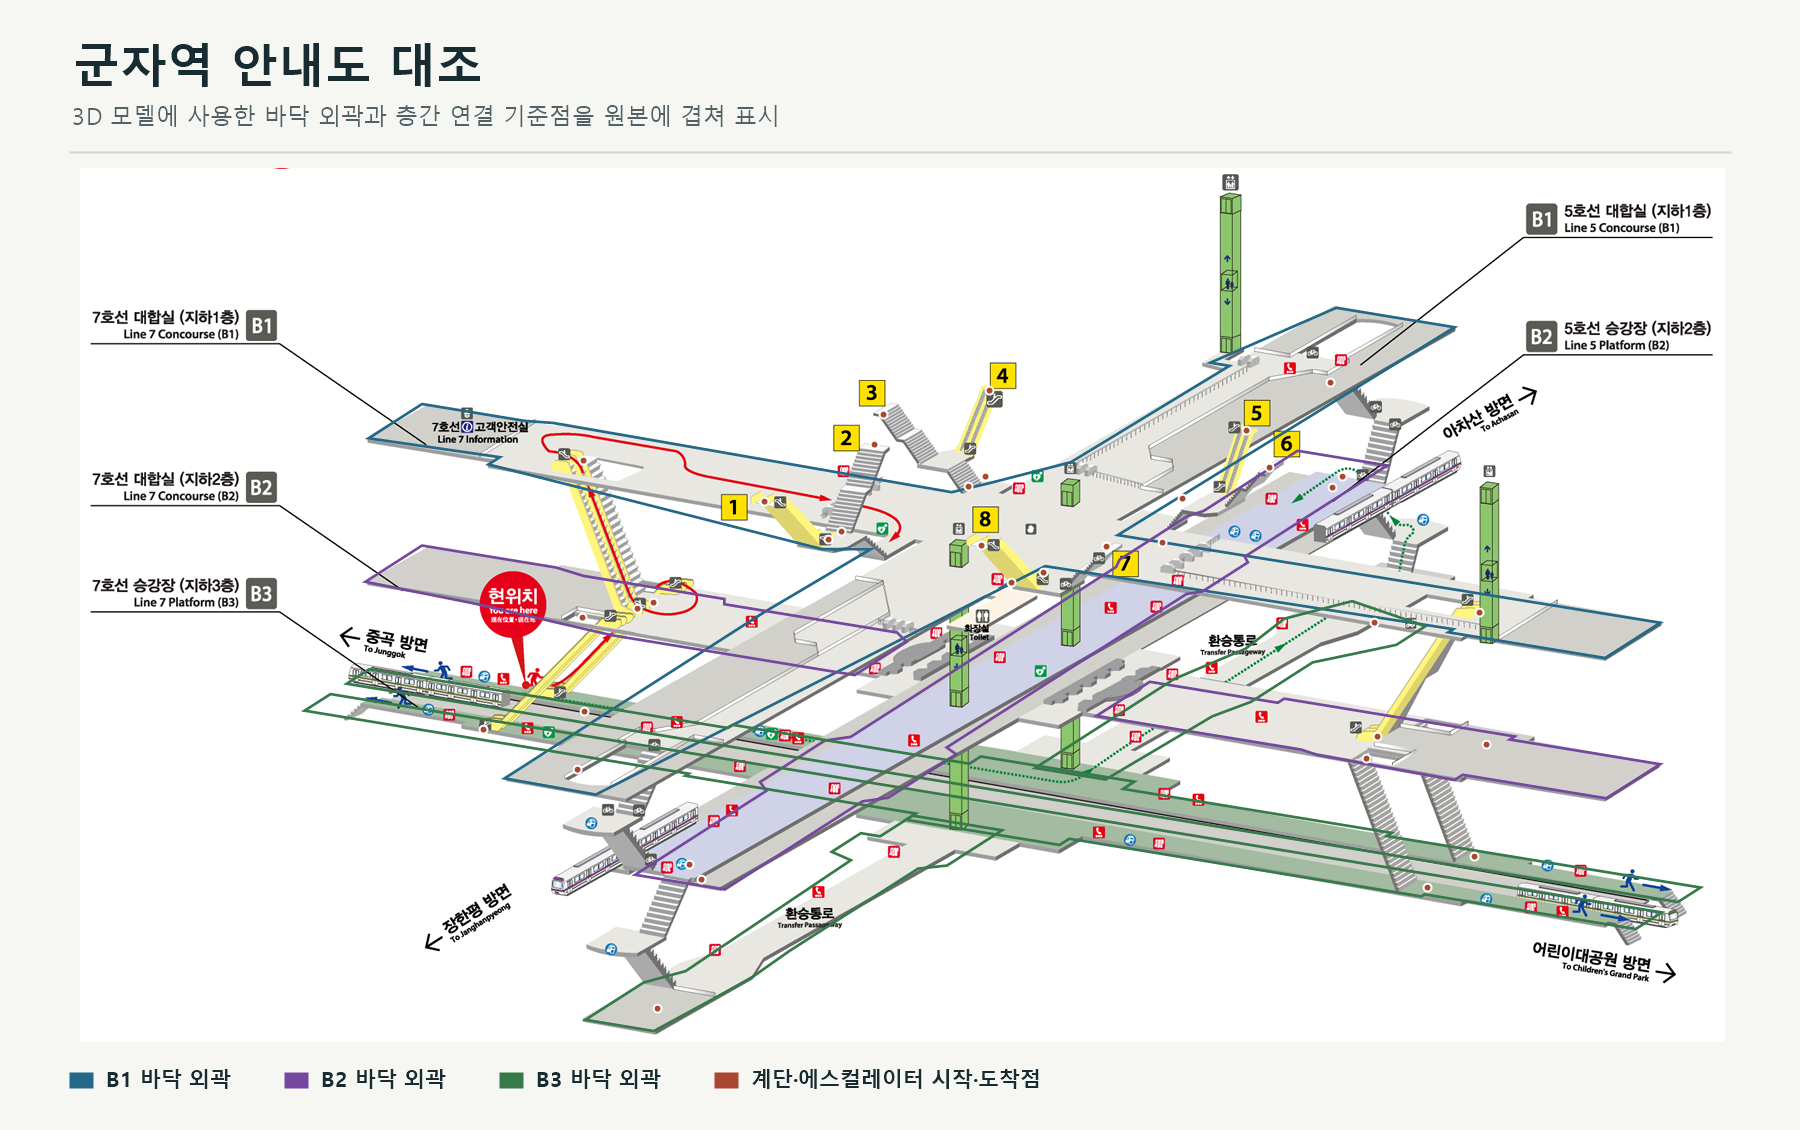 군자역 안내도 대조
3D 모델에 사용한 바닥 외곽과 층간 연결 기준점을 원본에 겹쳐 표시
B1
5호선 대합실 (지하1층)
Line 5 Concourse (B1)
B2
5호선 승강장 (지하2층)
Line 5 Platform (B2)
7호선 대합실 (지하1층)
Line 7 Concourse (B1)
B1
7호선 대합실 (지하2층)
Line 7 Concourse (B2)
B2
7호선 승강장 (지하3층)
Line 7 Platform (B3)
B3
아차산 방면
To Achasan
4
3
2
5
6
7호선 고객안전실
Line 7 Information
1
8
7
현위치
You are here
중곡 방면
To Junggok
화장실
Toilet
환승통로
Transfer Passageway
장한평 방면
To Janghanpyeong
환승통로
Transfer Passageway
어린이대공원 방면
To Children's Grand Park
B1 바닥 외곽
B2 바닥 외곽
B3 바닥 외곽
계단·에스컬레이터 시작·도착점